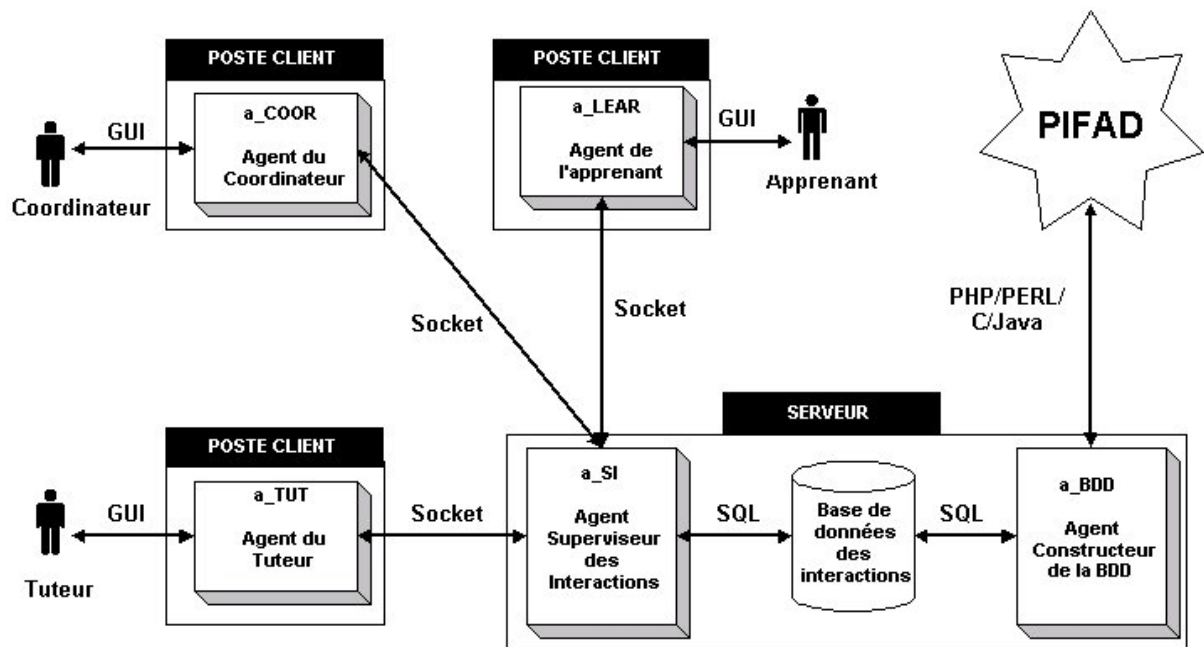 POSTE CLIENT
a_COOR
Agent du
Coordinateur
GUI
Coordinateur
POSTE CLIENT
a_LEAR
Agent de
l'apprenant
GUI
Apprenant
PIFAD
Socket
Socket
PHP/PERL/
C/Java
POSTE CLIENT
a_TUT
Agent du
Tuteur
GUI
Tuteur
Socket
SERVEUR
a_SI
Agent
Superviseur
des
Interactions
SQL
Base de
données
des
interactions
SQL
a_BDD
Agent
Constructeur
de la BDD